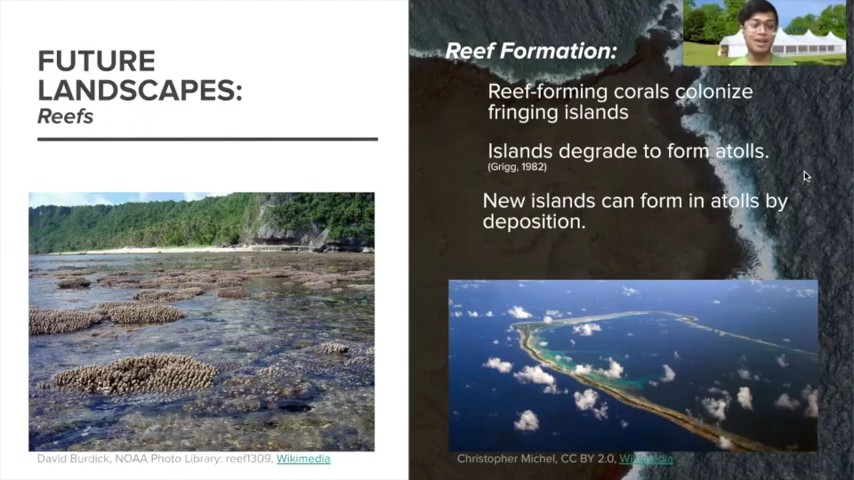 FUTURE
LANDSCAPES:
Reefs
David Burdick, NOAA Photo Library: reef1309, Wikimedia
Reef Formation:
Reef-forming corals colonize
fringing islands
Islands degrade to form atolls.
(Grigg, 1982)
New islands can form in atolls by
deposition.
Christopher Michel, CC BY 2.0, Wikimedia